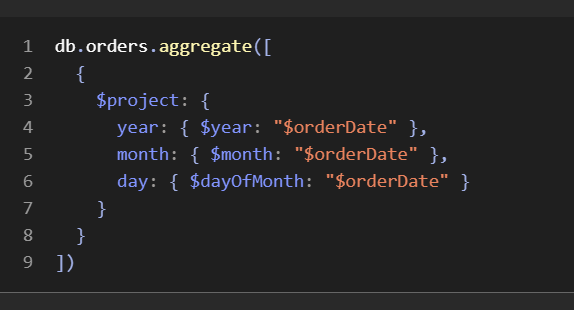 1 db.orders.aggregate([
2   {
3     $project: {
4       year: { $year: "$orderDate" },
5       month: { $month: "$orderDate" },
6       day: { $dayOfMonth: "$orderDate" }
7     }
8   }
9 ])